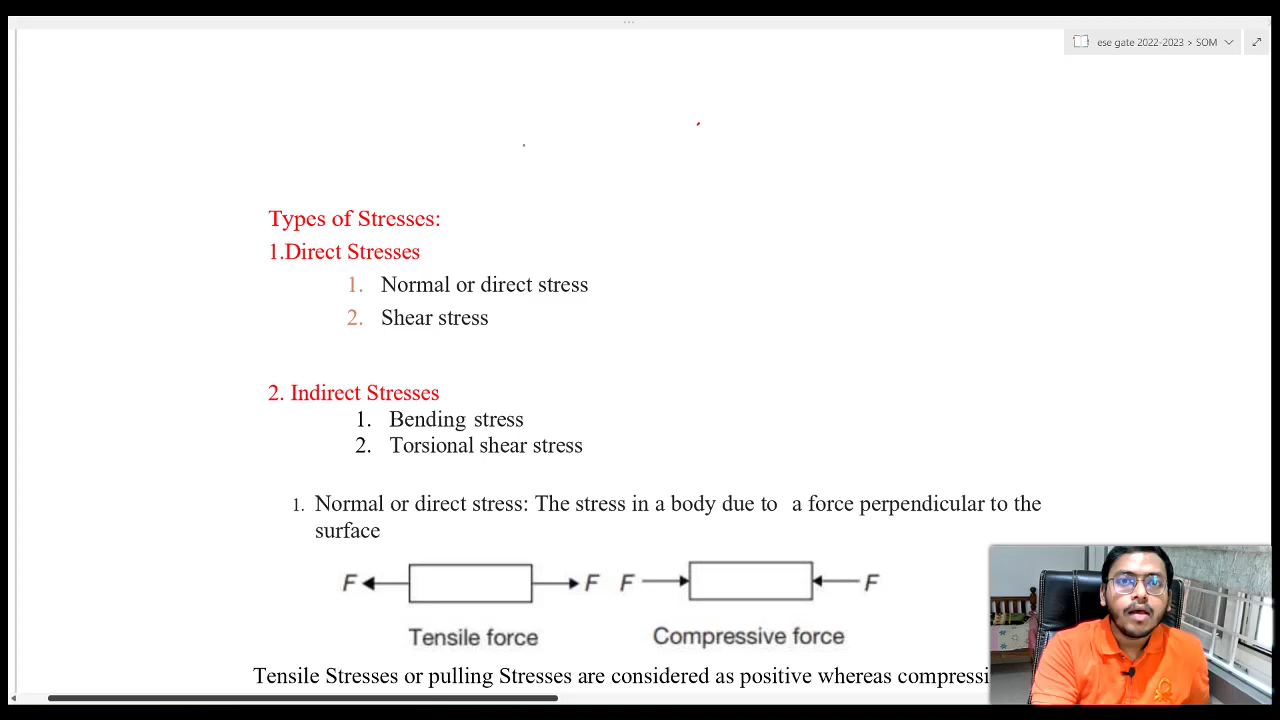 ese gate 2022-2023 > SOM
Types of Stresses:
1.Direct Stresses
1. Normal or direct stress
2. Shear stress
2. Indirect Stresses
1. Bending stress
2. Torsional shear stress
1. Normal or direct stress: The stress in a body due to a force perpendicular to the
surface
F F F F
Tensile force Compressive force
Tensile Stresses or pulling Stresses are considered as positive whereas compressi